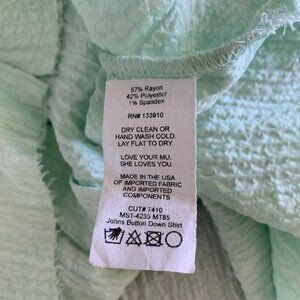 57% Rayon
42% Polyester
1% Spandex
RN# 133910
DRY CLEAN OR
HAND WASH COLD.
LAY FLAT TO DRY.
LOVE YOUR MU,
SHE LOVES YOU.
MADE IN THE USA
OF IMPORTED FABRIC
AND IMPORTED
COMPONENTS
CUT# 7410
MS1-4235 MT85
Johns Button Down Shirt